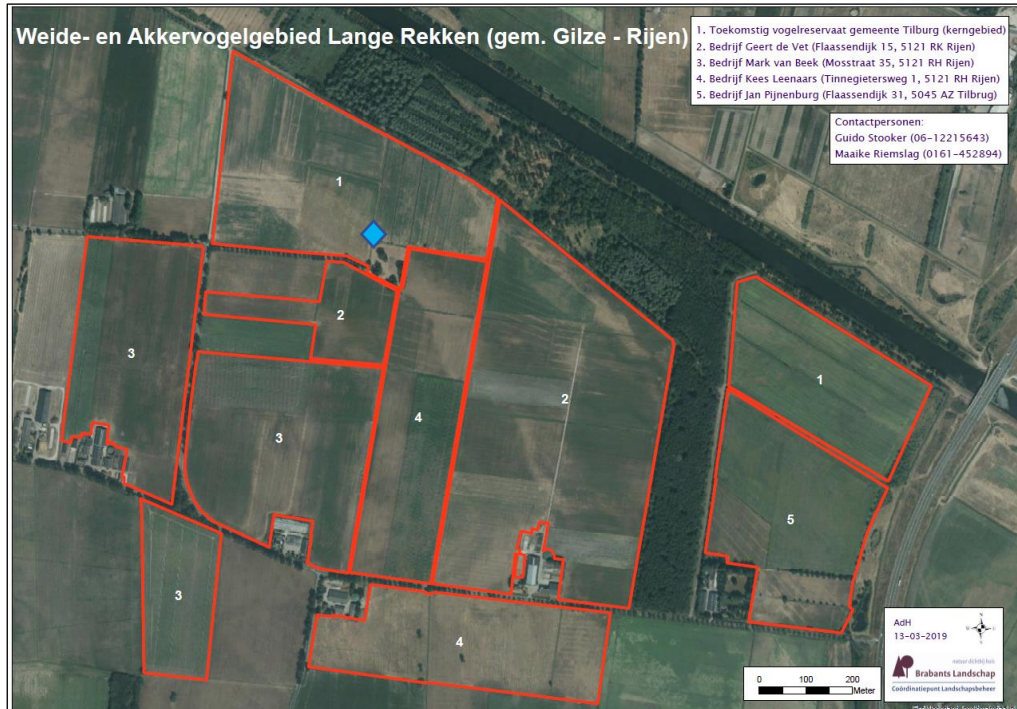 Weide- en Akkervogelgebied Lange Rekken (gem. Gilze - Rijen)
1. Toekomstig vogelreservaat gemeente Tilburg (kerngebied)
2. Bedrijf Geert de Vet (Flaassendijk 15, 5121 RK Rijen)
3. Bedrijf Mark van Beek (Mosstraat 35, 5121 RH Rijen)
4. Bedrijf Kees Leenaars (Tinnegietersweg 1, 5121 RH Rijen)
5. Bedrijf Jan Pijnenburg (Flaassendijk 31, 5045 AZ Tilbrug)
Contactpersonen:
Guido Stooker (06-12215643)
Maaike Riemslag (0161-452894)
1
2
3
3
4
2
1
5
3
4
AdH
13-03-2019
N
natuur dichtbij huis
Brabants Landschap
Coördinatiepunt Landschapsbeheer
0 100 200
Meter